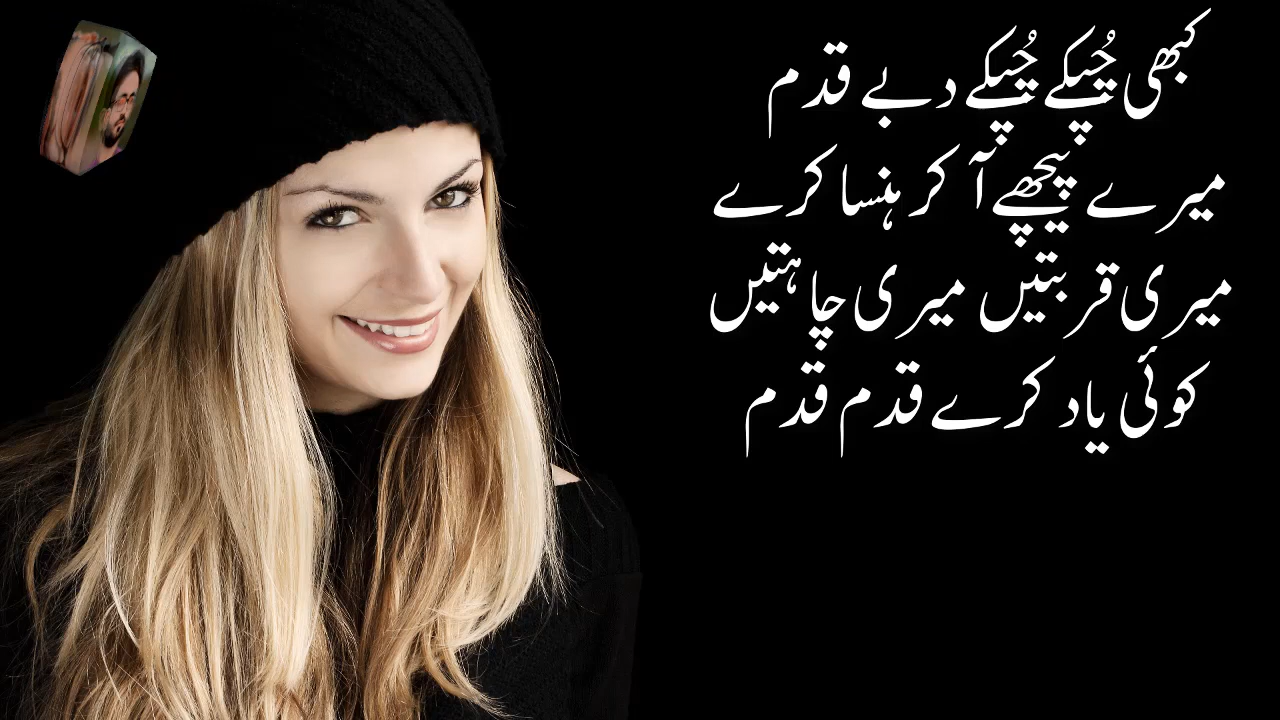 کبھی چُپکے چُپکے دبے قدم
میرے پیچھے آ کر ہنسا کرے
میری قربتیں میری چاہتیں
کوئی یاد کرے قدم قدم